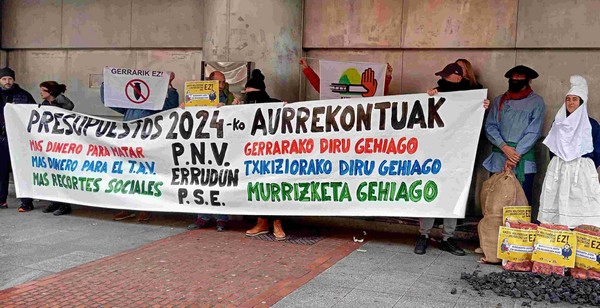 GERRARIK EZ!
PRESUPUESTOS 2024-KO AURREKONTUAK
MAS DINERO PARA MATAR
MAS DINERO PARA EL T.A.V.
MAS RECORTES SOCIALES
P.N.V.
ERRUDUN
P.S.E.
GERRARAKO DIRU GEHIAGO
TXIKIZIORAKO DIRU GEHIAGO
MURRIZKETA GEHIAGO
EZ!
EZ!
EZ!